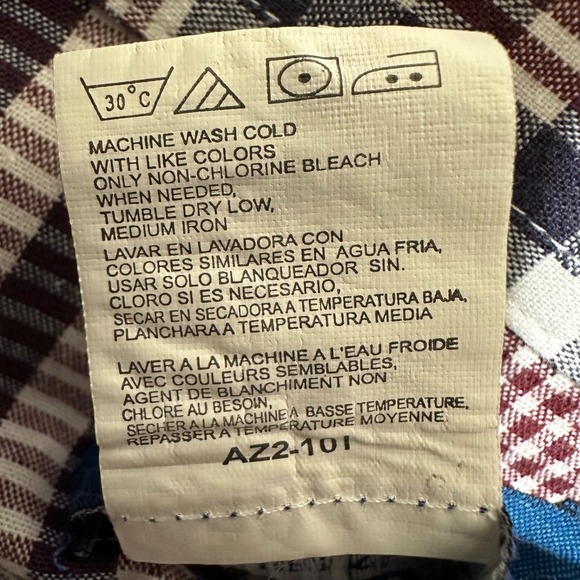 30°C
MACHINE WASH COLD
WITH LIKE COLORS
ONLY NON-CHLORINE BLEACH
WHEN NEEDED,
TUMBLE DRY LOW,
MEDIUM IRON
LAVAR EN LAVADORA CON
COLORES SIMILARES EN AGUA FRIA,
USAR SOLO BLANQUEADOR SIN.
CLORO SI ES NECESARIO,
SECAR EN SECADORA A TEMPERATURA BAJA,
PLANCHARA A TEMPERATURA MEDIA
LAVER A LA MACHINE A L'EAU FROIDE
AVEC COULEURS SEMBLABLES,
AGENT DE BLANCHIMENT NON
CHLORE AU BESOIN,
SECHER A LA MACHINE A BASSE TEMPERATURE,
REPASSER A TEMPERATURE MOYENNE.
AZ2-101